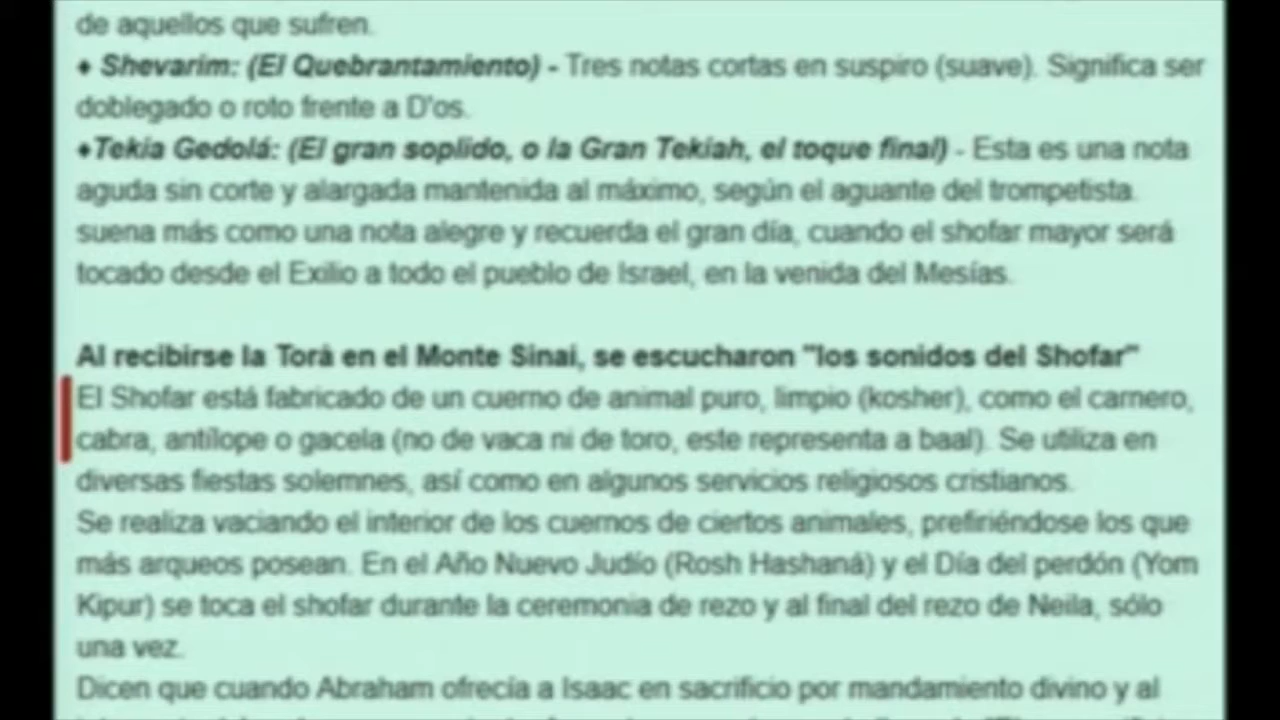 de aquellos que sufren.
♦ Shevarim: (El Quebrantamiento) - Tres notas cortas en suspiro (suave). Significa ser
doblegado o roto frente a D'os.
♦Tekia Gedolá: (El gran soplido, o la Gran Tekiah, el toque final) - Esta es una nota
aguda sin corte y alargada mantenida al máximo, según el aguante del trompetista.
suena más como una nota alegre y recuerda el gran día, cuando el shofar mayor será
tocado desde el Exilio a todo el pueblo de Israel, en la venida del Mesías.
Al recibirse la Torá en el Monte Sinai, se escucharon "los sonidos del Shofar"
El Shofar está fabricado de un cuerno de animal puro, limpio (kosher), como el carnero,
cabra, antílope o gacela (no de vaca ni de toro, este representa a baal). Se utiliza en
diversas fiestas solemnes, así como en algunos servicios religiosos cristianos.
Se realiza vaciando el interior de los cuernos de ciertos animales, prefiriéndose los que
más arqueos posean. En el Año Nuevo Judío (Rosh Hashaná) y el Día del perdón (Yom
Kipur) se toca el shofar durante la ceremonia de rezo y al final del rezo de Neila, sólo
una vez.
Dicen que cuando Abraham ofrecía a Isaac en sacrificio por mandamiento divino y al